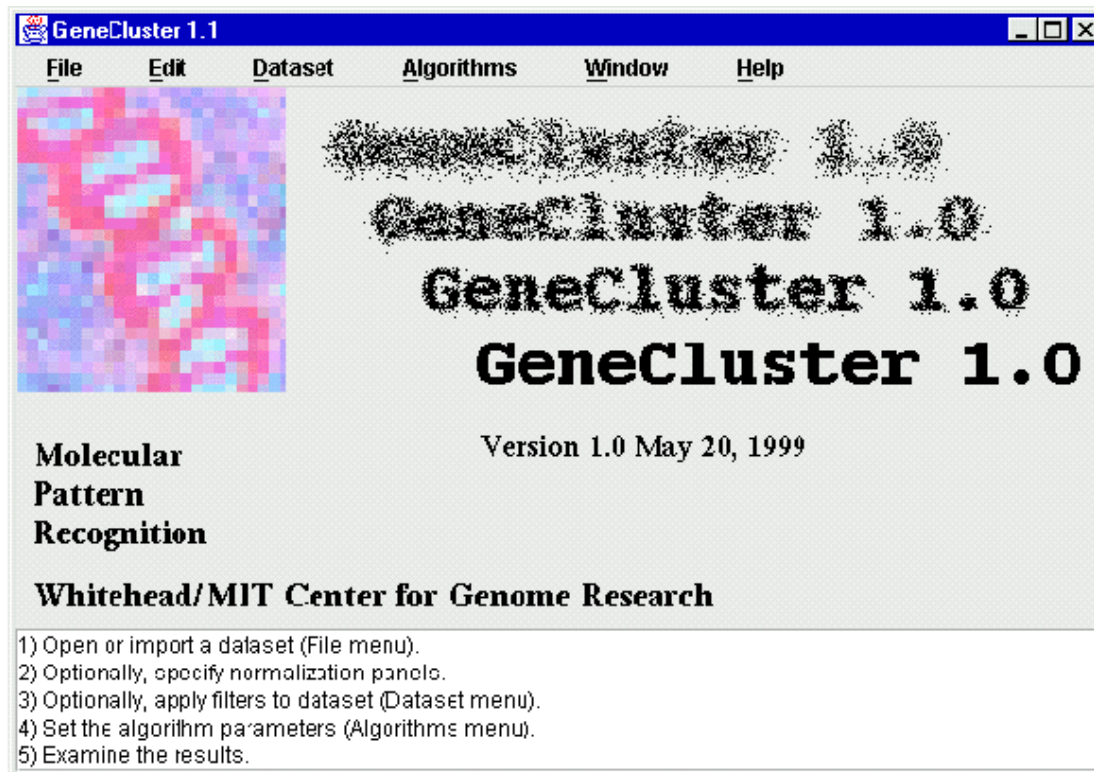 GeneCluster 1.1
File Edit Dataset Algorithms Window Help
GeneCluster 1.0
GeneCluster 1.0
GeneCluster 1.0
GeneCluster 1.0
Version 1.0 May 20, 1999
Molecular
Pattern
Recognition
Whitehead/MIT Center for Genome Research
1) Open or import a dataset (File menu).
2) Optionally, specify normalization panels.
3) Optionally, apply filters to dataset (Dataset menu).
4) Set the algorithm parameters (Algorithms menu).
5) Examine the results.